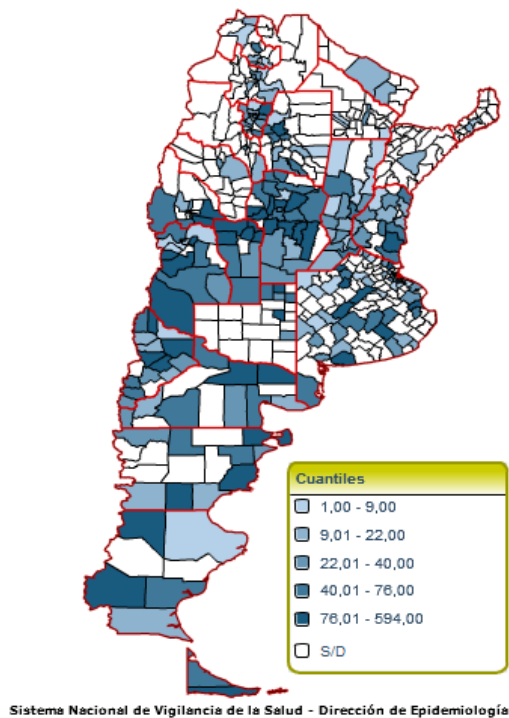 Cuantiles
1,00 - 9,00
9,01 - 22,00
22,01 - 40,00
40,01 - 76,00
76,01 - 594,00
S/D
Sistema Nacional de Vigilancia de la Salud - Dirección de Epidemiología